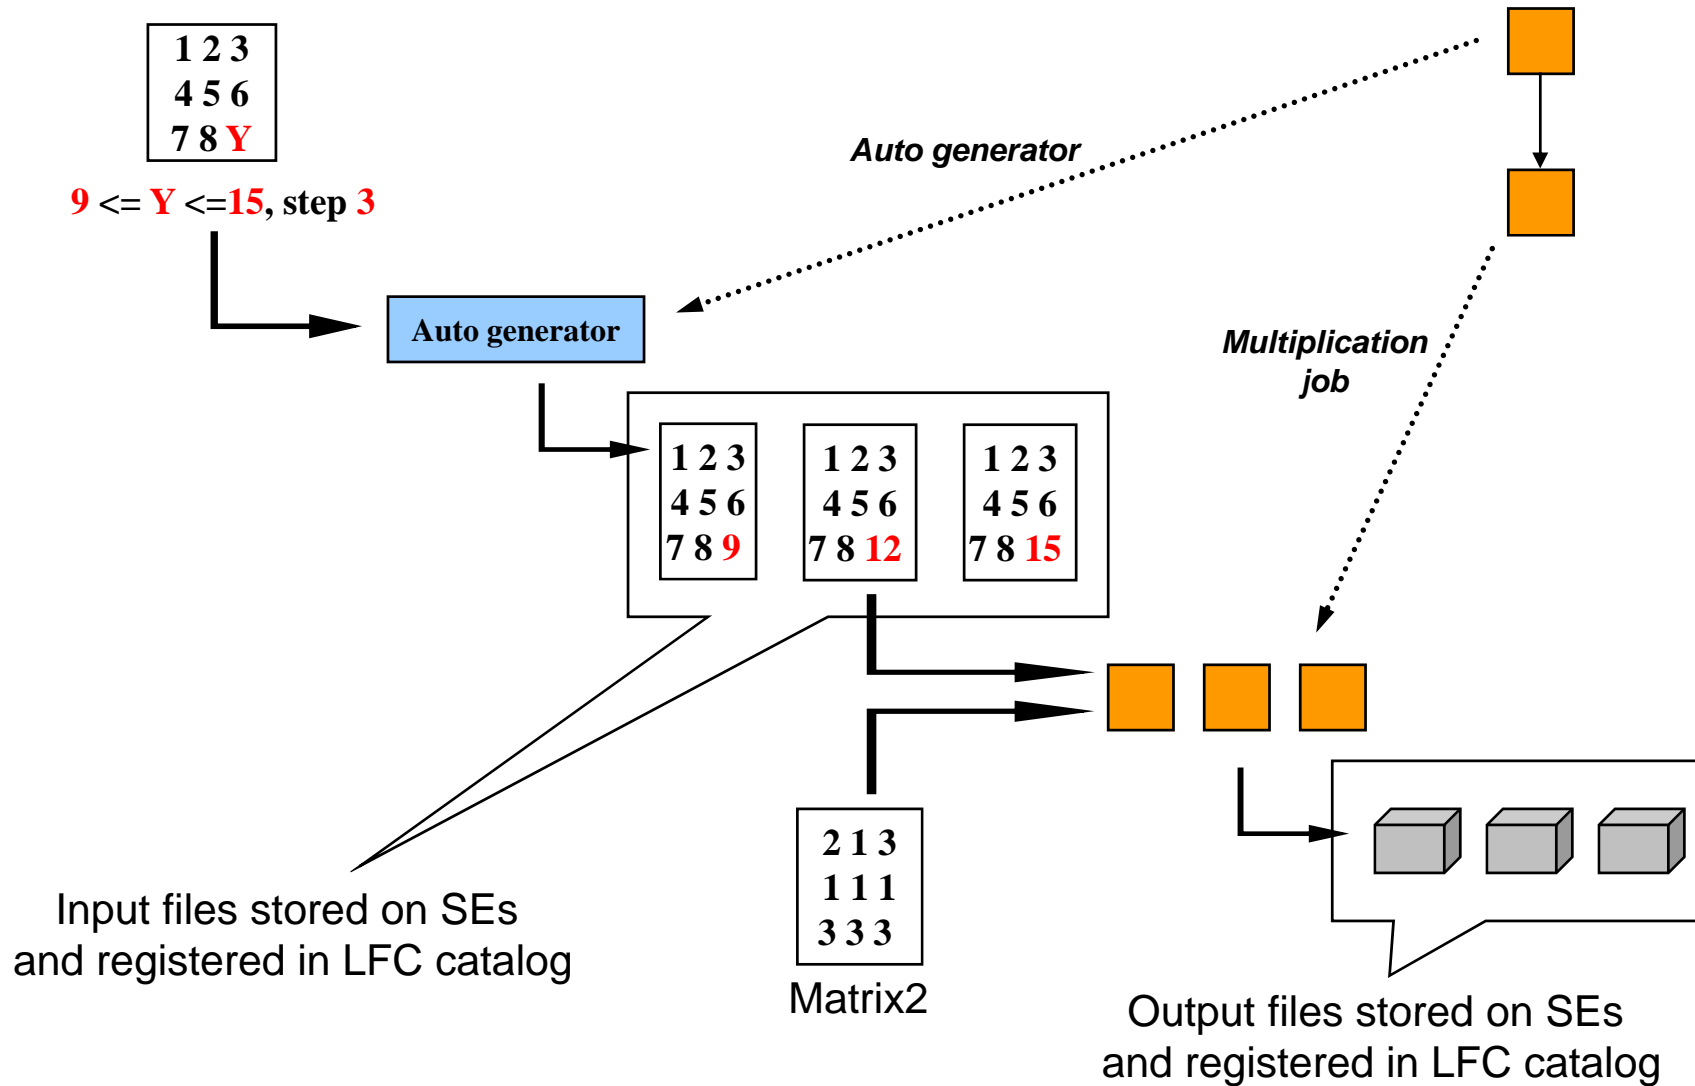 1 2 3
4 5 6
7 8 Y
9 <= Y <=15, step 3
Auto generator
Auto generator
Multiplication
job
1 2 3
4 5 6
7 8 9
1 2 3
4 5 6
7 8 12
1 2 3
4 5 6
7 8 15
2 1 3
1 1 1
3 3 3
Matrix2
Input files stored on SEs
and registered in LFC catalog
Output files stored on SEs
and registered in LFC catalog